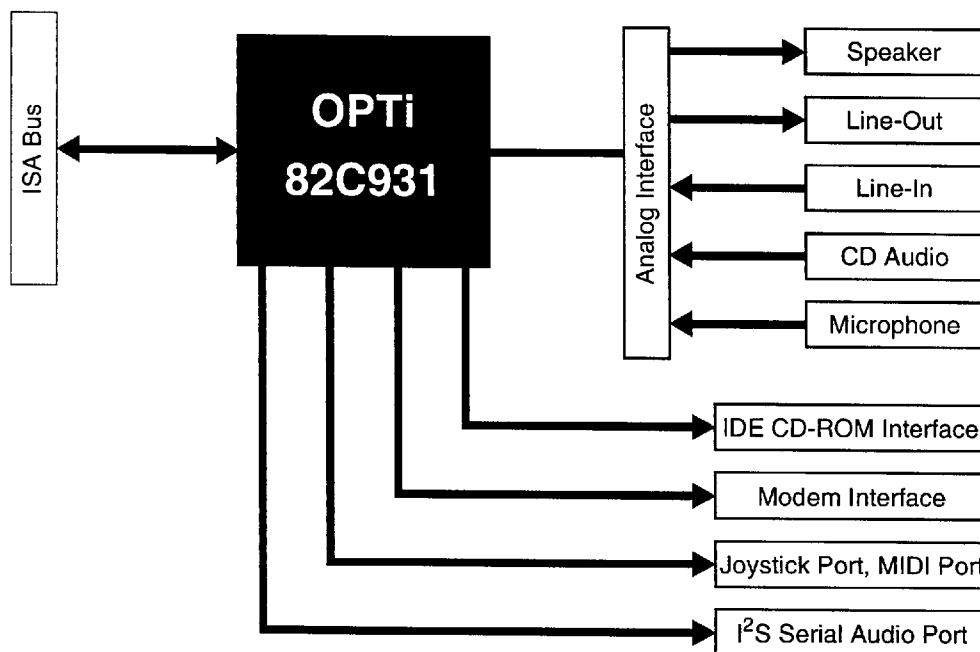 ISA Bus
OPTi
82C931
Analog Interface
Speaker
Line-Out
Line-In
CD Audio
Microphone
IDE CD-ROM Interface
Modem Interface
Joystick Port, MIDI Port
I²S Serial Audio Port